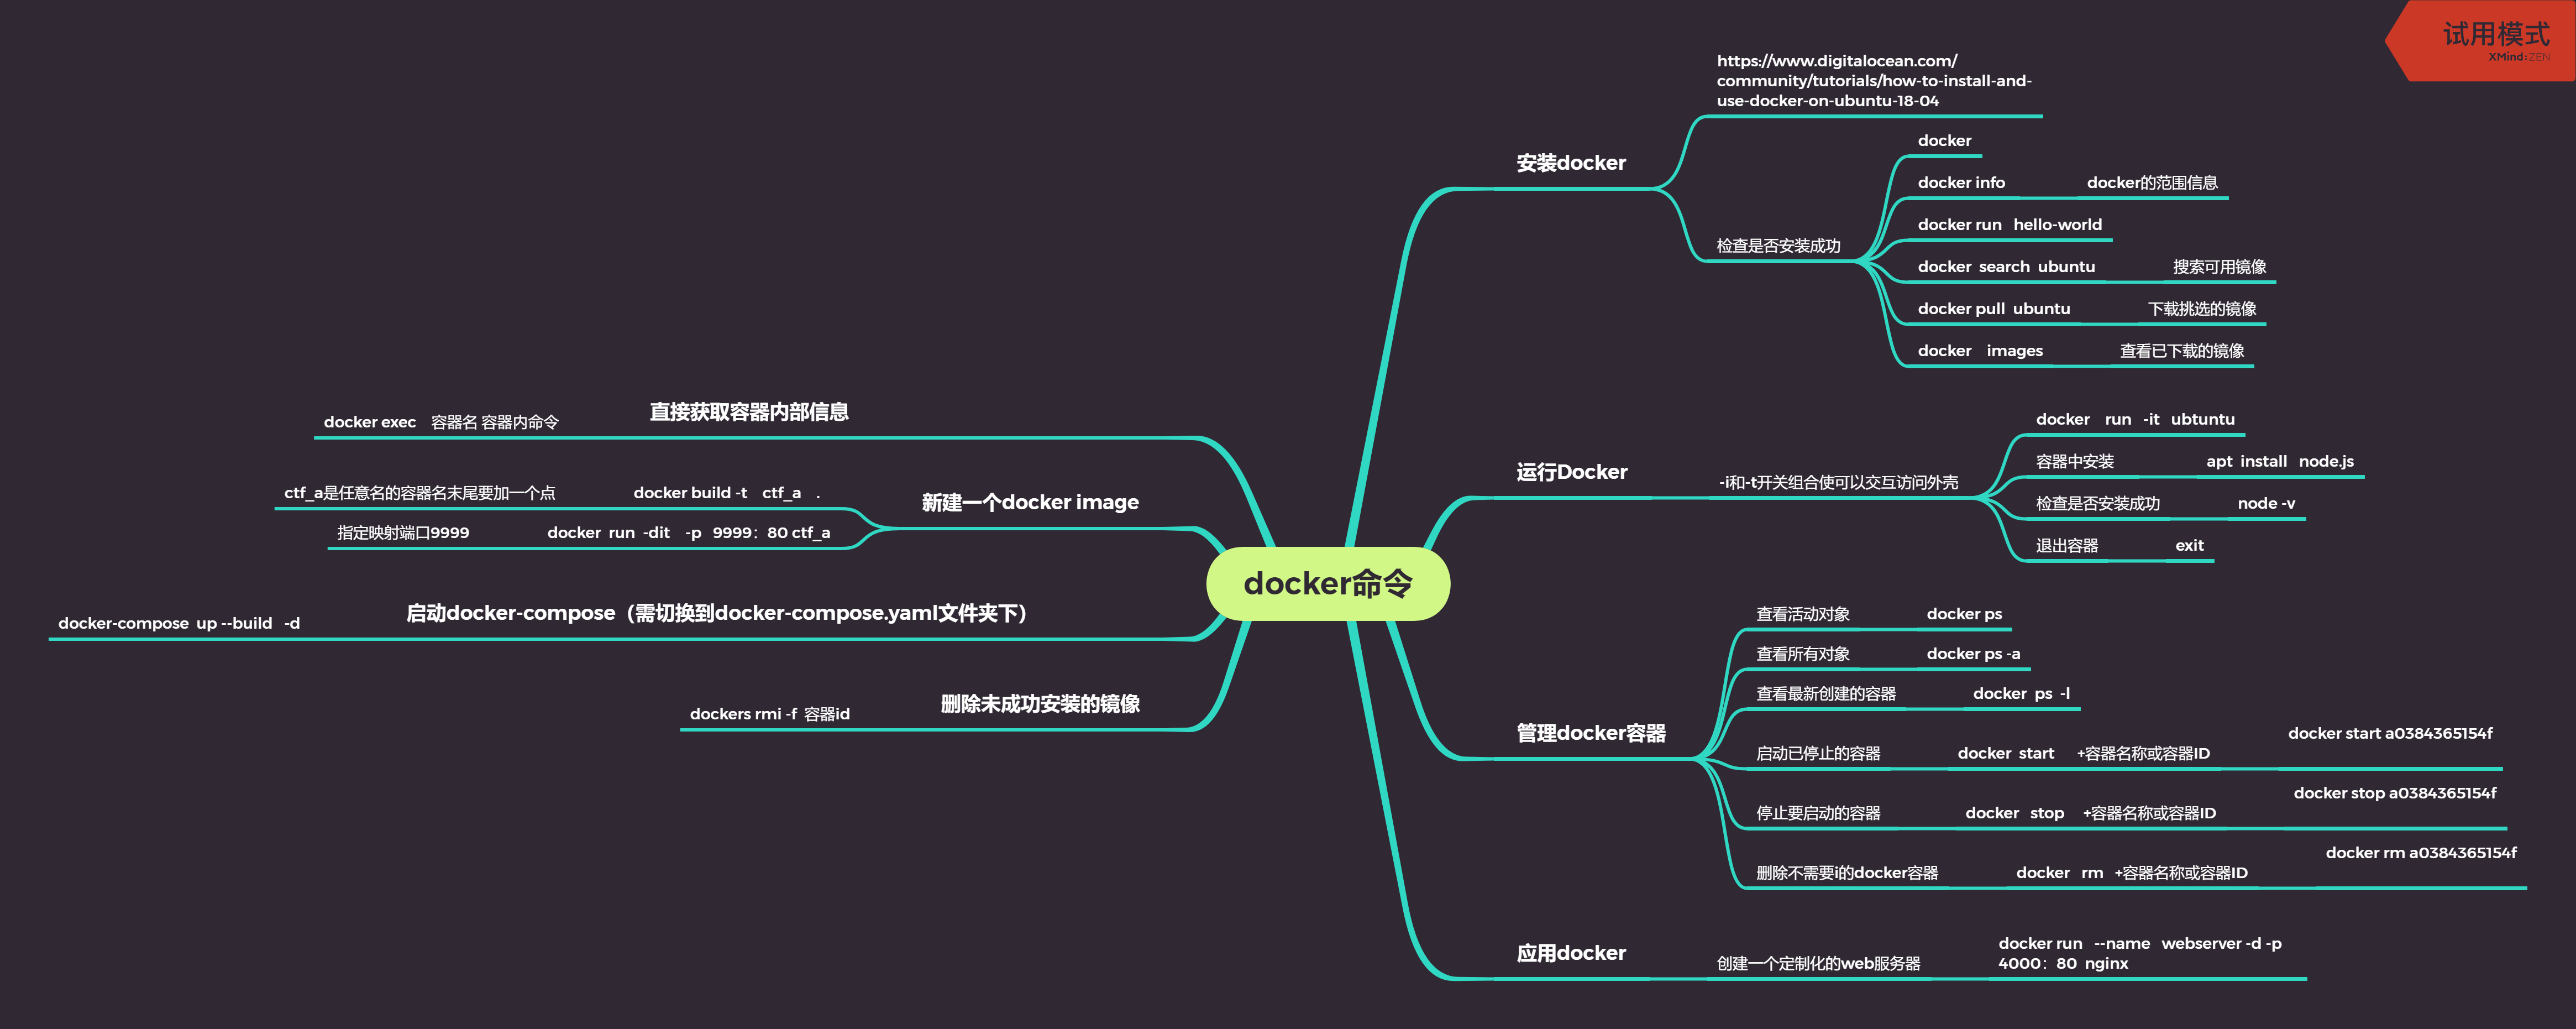 试用模式
XMind:ZEN
docker命令
安装docker
https://www.digitalocean.com/
community/tutorials/how-to-install-and-
use-docker-on-ubuntu-18-04
检查是否安装成功
docker
docker info
docker的范围信息
docker run hello-world
docker search ubuntu
搜索可用镜像
docker pull ubuntu
下载挑选的镜像
docker images
查看已下载的镜像
运行Docker
-i和-t开关组合使可以交互访问外壳
docker run -it ubtuntu
容器中安装
apt install node.js
检查是否安装成功
node -v
退出容器
exit
管理docker容器
查看活动对象
docker ps
查看所有对象
docker ps -a
查看最新创建的容器
docker ps -l
启动已停止的容器
docker start +容器名称或容器ID
docker start a0384365154f
停止要启动的容器
docker stop +容器名称或容器ID
docker stop a0384365154f
删除不需要i的docker容器
docker rm +容器名称或容器ID
docker rm a0384365154f
应用docker
创建一个定制化的web服务器
docker run --name webserver -d -p
4000：80 nginx
直接获取容器内部信息
docker exec 容器名 容器内命令
新建一个docker image
docker build -t ctf_a .
ctf_a是任意名的容器名末尾要加一个点
docker run -dit -p 9999：80 ctf_a
指定映射端口9999
启动docker-compose（需切换到docker-compose.yaml文件夹下）
docker-compose up --build -d
删除未成功安装的镜像
dockers rmi -f 容器id